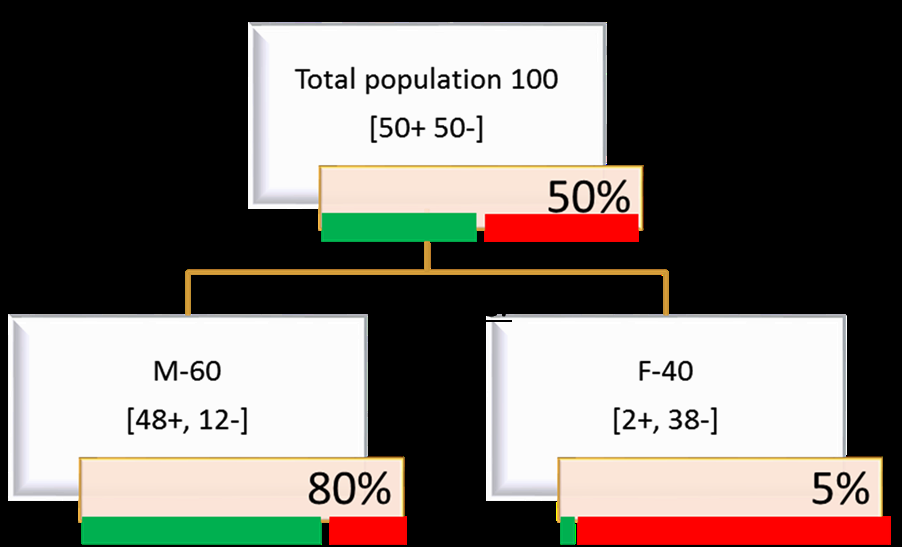 Total population 100
[50+ 50-]
50%
M-60
[48+, 12-]
80%
F-40
[2+, 38-]
5%